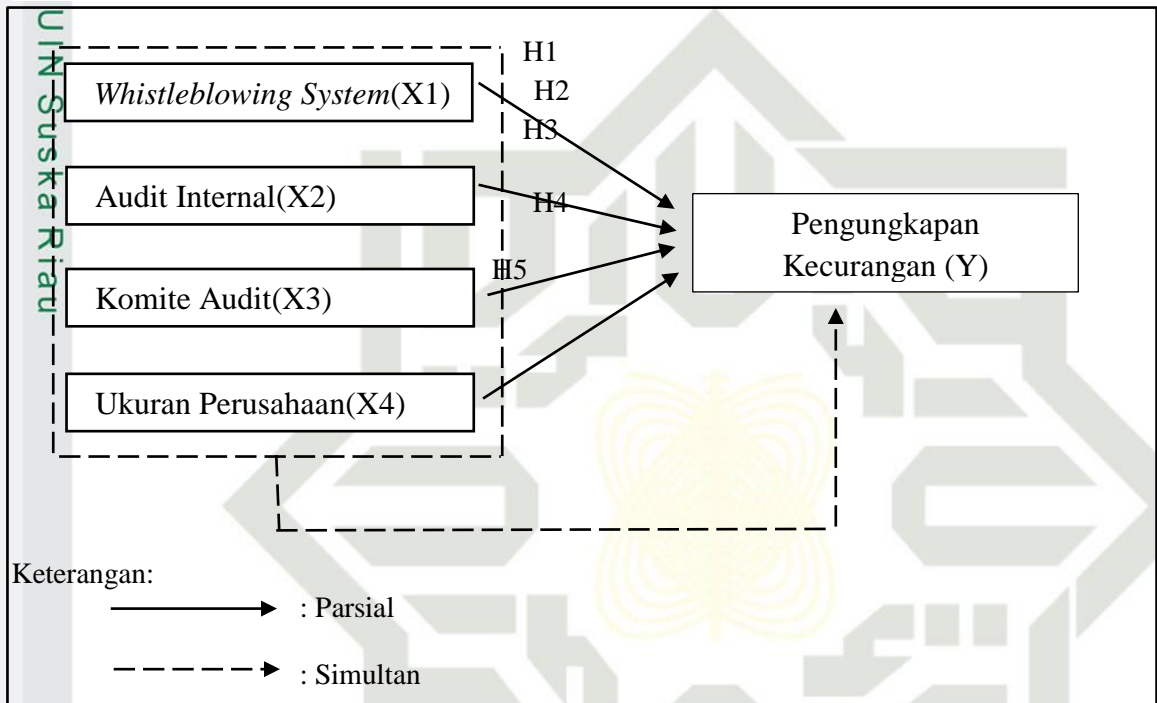 UIN Suska Riau
H1
Whistleblowing System(X1)
H2
H3
Audit Internal(X2)
H4
Pengungkapan
Kecurangan (Y)
H5
Komite Audit(X3)
Ukuran Perusahaan(X4)
Keterangan:
: Parsial
: Simultan